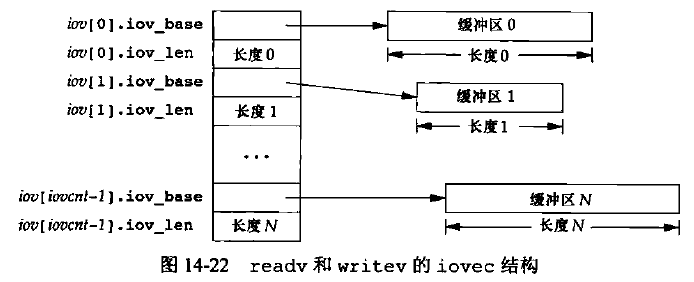 iov[0].iov_base
缓冲区 0
iov[0].iov_len
长度 0
长度 0
iov[1].iov_base
缓冲区 1
iov[1].iov_len
长度 1
长度 1
...
iov[iovcnt-1].iov_base
缓冲区 N
iov[iovcnt-1].iov_len
长度 N
长度 N
图 14-22 readv 和 writev 的 iovec 结构